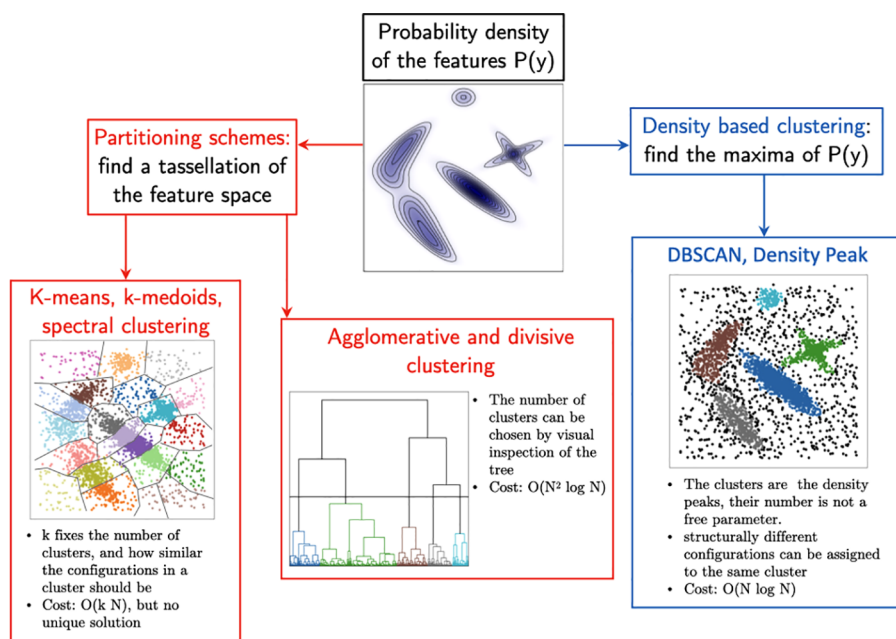 Probability density
of the features P(y)
Partitioning schemes:
find a tassellation of
the feature space
Density based clustering:
find the maxima of P(y)
K-means, k-medoids,
spectral clustering
• k fixes the number of
clusters, and how similar
the configurations in a
cluster should be
• Cost: O(k N), but no
unique solution
Agglomerative and divisive
clustering
• The number of
clusters can be
chosen by visual
inspection of the
tree
• Cost: O(N² log N)
DBSCAN, Density Peak
• The clusters are the density
peaks, their number is not a
free parameter.
• structurally different
configurations can be assigned
to the same cluster
• Cost: O(N log N)